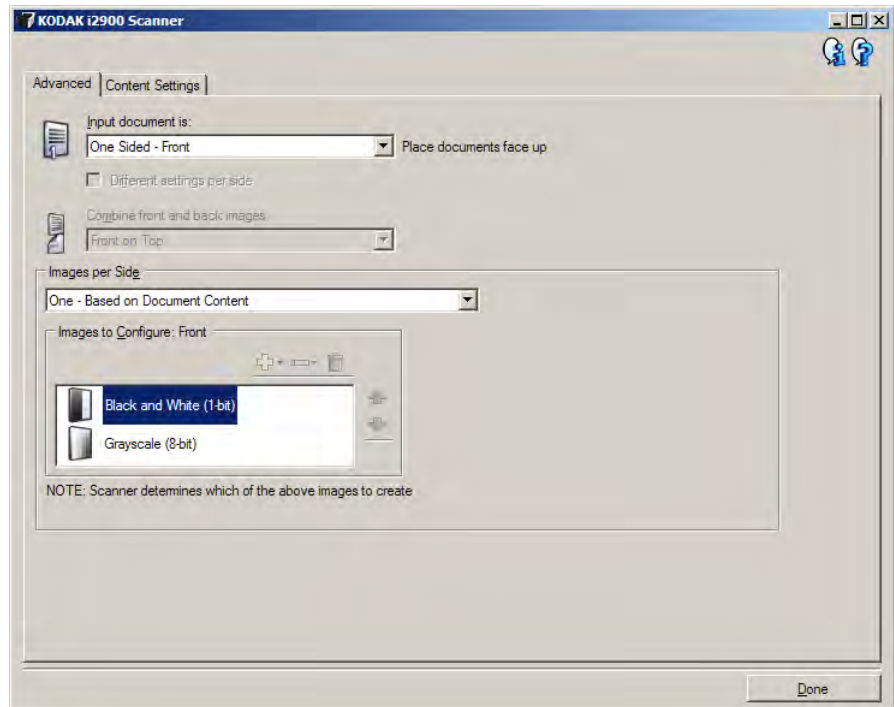 KODAK i2900 Scanner
Advanced Content Settings
Input document is:
One Sided - Front Place documents face up
Different settings per side
Combine front and back images:
Front on Top
Images per Side
One - Based on Document Content
Images to Configure: Front
Black and White (1-bit)
Grayscale (8-bit)
NOTE: Scanner determines which of the above images to create
Done